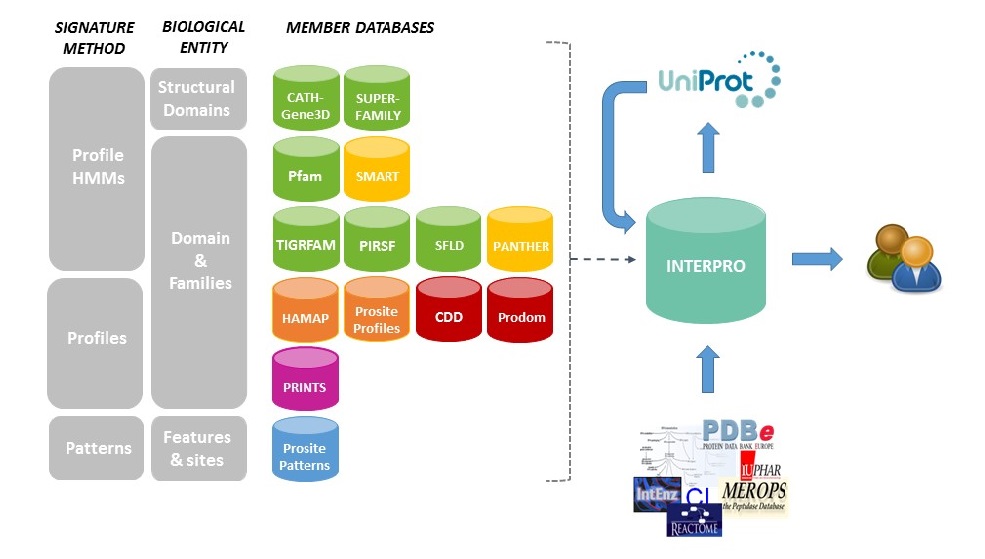 SIGNATURE
METHOD
BIOLOGICAL
ENTITY
MEMBER DATABASES
Profile
HMMs
Structural
Domains
CATH-
Gene3D
SUPER-
FAMILY
Pfam
SMART
Domain
&
Families
TIGRFAM
PIRSF
SFLD
PANTHER
Profiles
HAMAP
Prosite
Profiles
CDD
Prodom
PRINTS
Patterns
Features
& sites
Prosite
Patterns
UniProt
INTERPRO
PDBe
PROTEIN DATA BANK EUROPE
IUPHAR
IntEnz
CI
MEROPS
the Peptidase Database
REACTOME